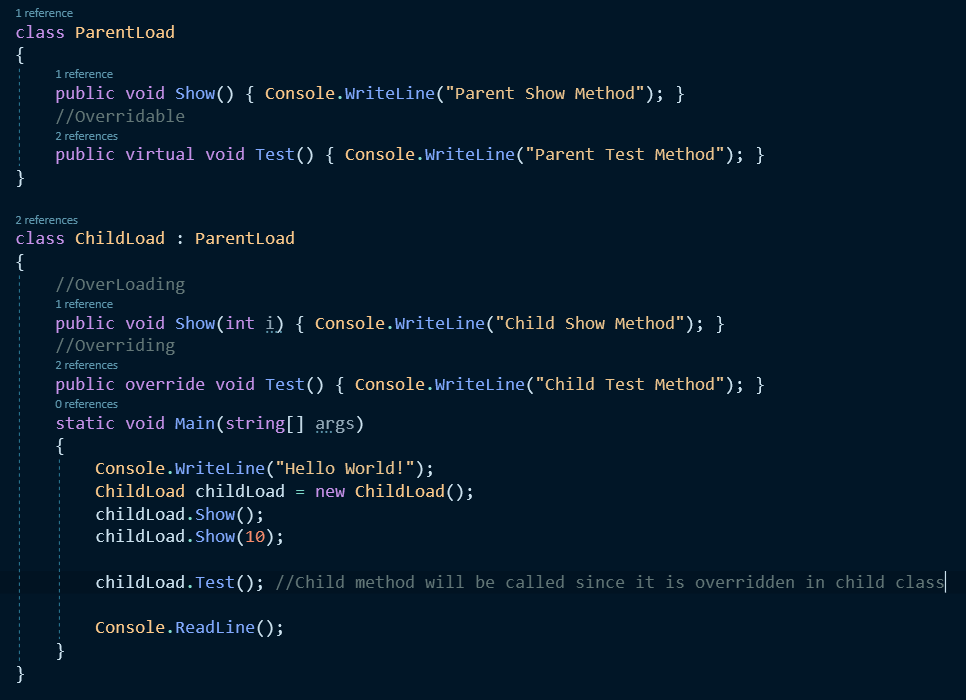 1 reference
class ParentLoad
{
1 reference
public void Show() { Console.WriteLine("Parent Show Method"); }
//Overridable
2 references
public virtual void Test() { Console.WriteLine("Parent Test Method"); }
}
2 references
class ChildLoad : ParentLoad
{
//OverLoading
1 reference
public void Show(int i) { Console.WriteLine("Child Show Method"); }
//Overriding
2 references
public override void Test() { Console.WriteLine("Child Test Method"); }
0 references
static void Main(string[] args)
{
Console.WriteLine("Hello World!");
ChildLoad childLoad = new ChildLoad();
childLoad.Show();
childLoad.Show(10);
childLoad.Test(); //Child method will be called since it is overridden in child class
Console.ReadLine();
}
}